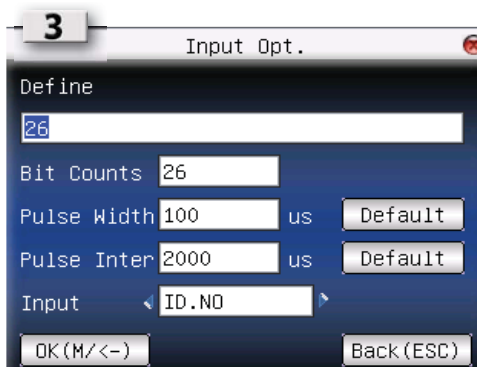 3
Input Opt.
Define
26
Bit Counts 26
Pulse Width 100 us Default
Pulse Inter 2000 us Default
Input ID.NO
OK(M/<-) Back(ESC)